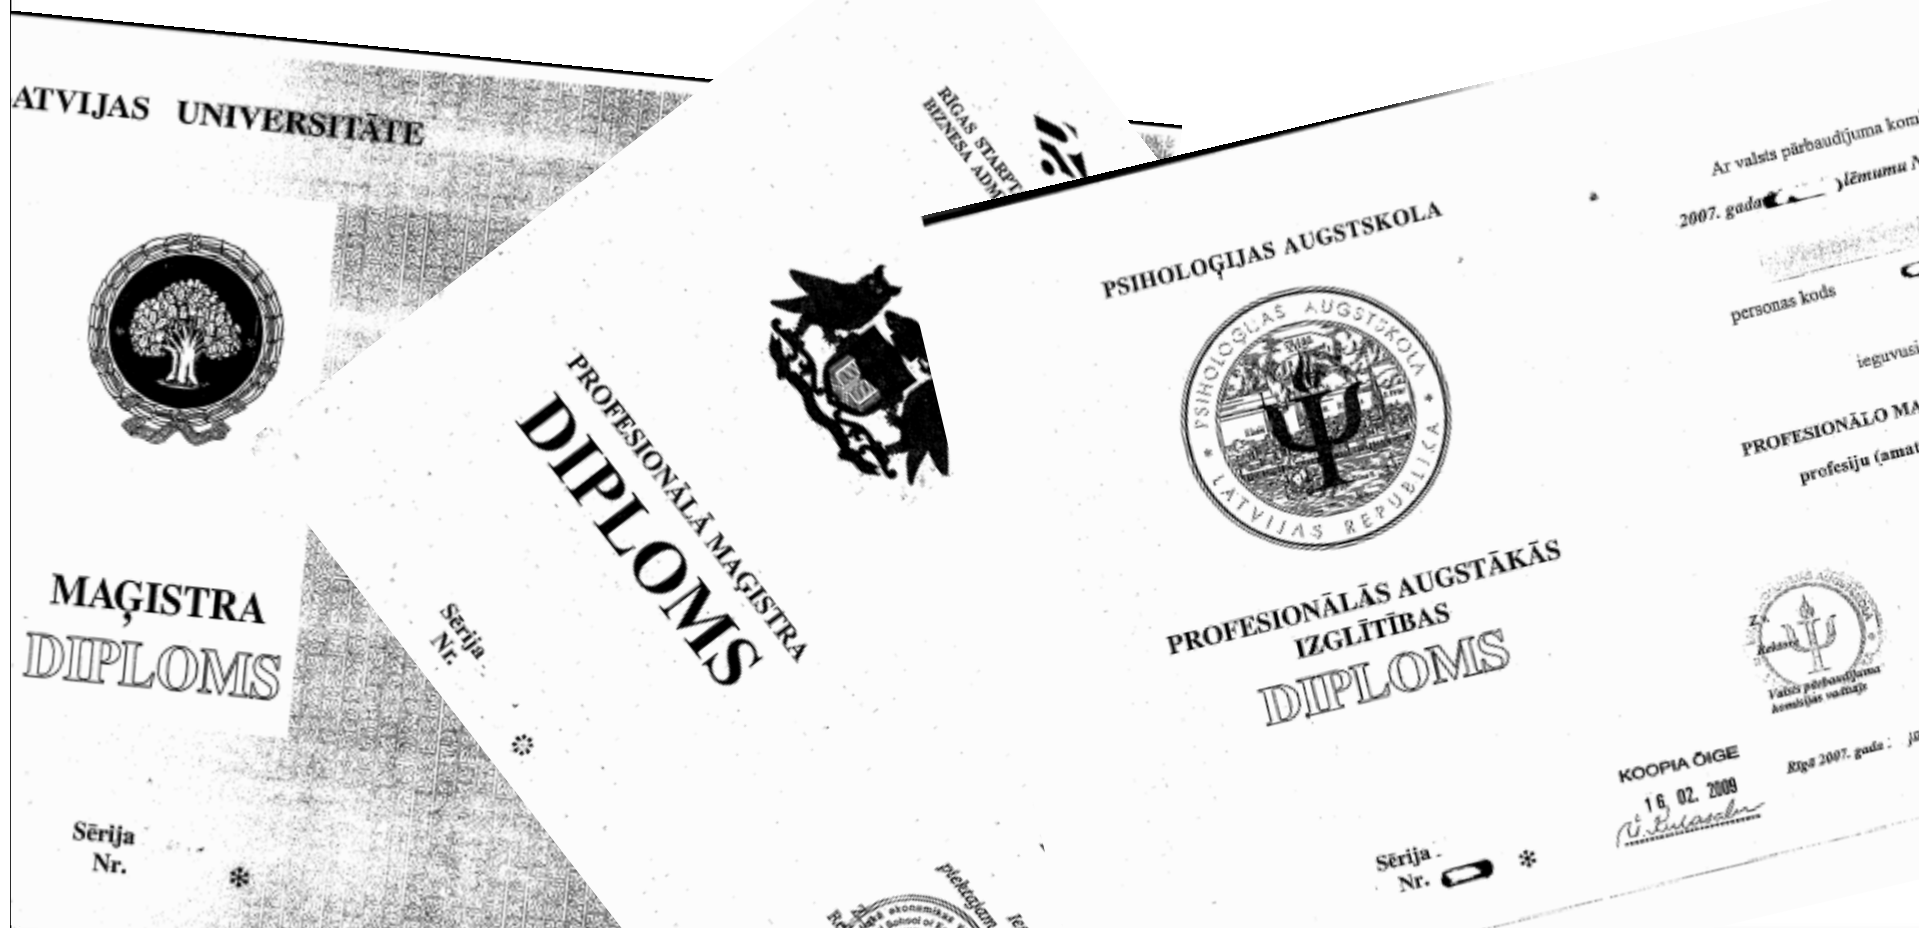 ATVIJAS UNIVERSITĀTE
MAĢISTRA
DIPLOMS
Sērija
Nr.
RĪGAS STARPT
BIZNESA ADM
PROFESIONĀLĀ MAĢISTRA
DIPLOMS
Sērija
Nr.
piektajam
PSIHOLOĢIJAS AUGSTSKOLA
PSIHOLOĢIJAS AUGSTSKOLA
LATVIJAS REPUBLIKA
PROFESIONĀLĀS AUGSTĀKĀS
IZGLĪTĪBAS
DIPLOMS
Sērija
Nr.
Ar valsts pārbaudījuma kom
2007. gada lēmumu N
personas kods
ieguvusi
PROFESIONĀLO MA
profesiju (amat
Rektors
Valsts pārbaudījuma
komisijas vadītājs
Rīgā 2007. gada
KOOPIA ÕIGE
16. 02. 2009